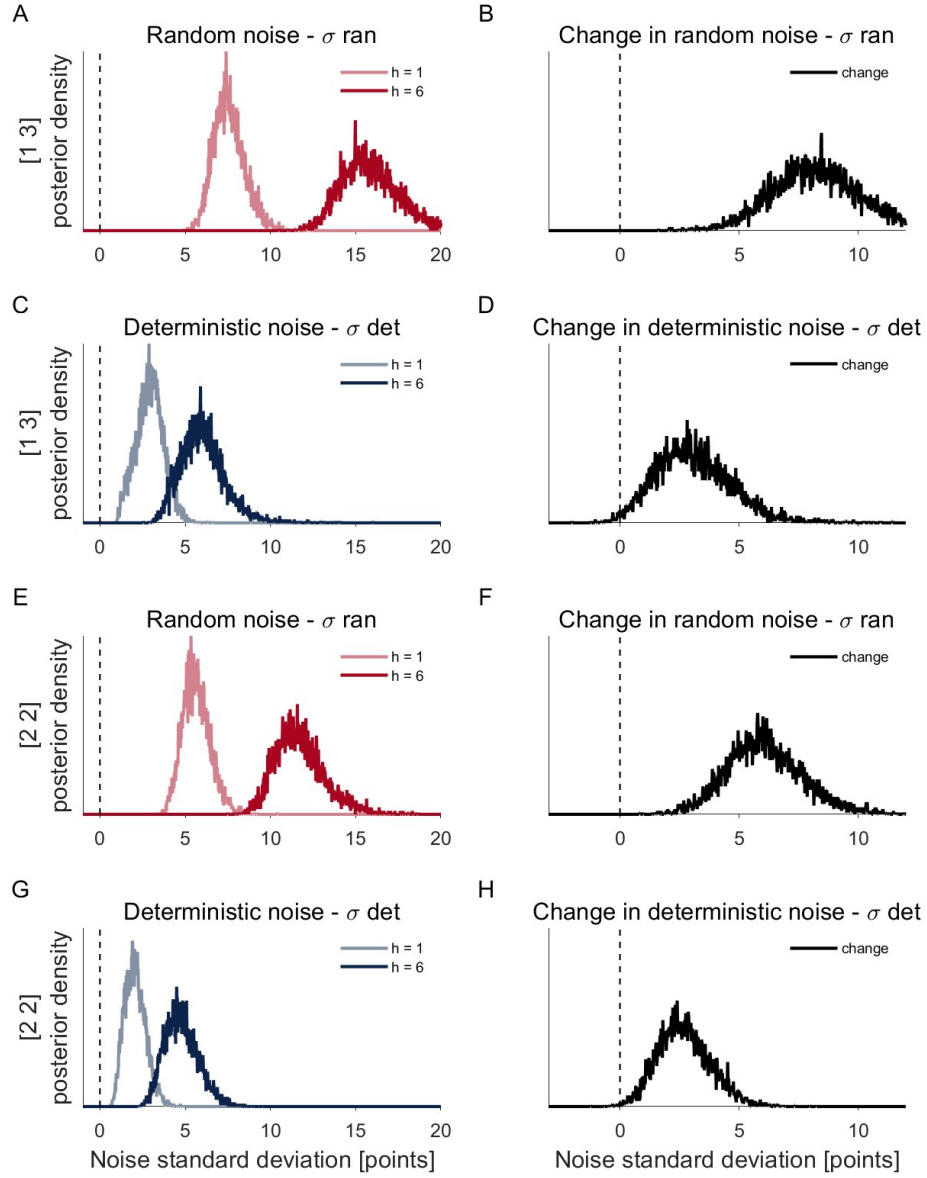 A
B
Random noise - σ ran
Change in random noise - σ ran
h = 1
h = 6
change
[1 3]
posterior density
0 5 10 15 20
0 5 10
C
D
Deterministic noise - σ det
Change in deterministic noise - σ det
h = 1
h = 6
change
[1 3]
posterior density
0 5 10 15 20
0 5 10
E
F
Random noise - σ ran
Change in random noise - σ ran
h = 1
h = 6
change
[2 2]
posterior density
0 5 10 15 20
0 5 10
G
H
Deterministic noise - σ det
Change in deterministic noise - σ det
h = 1
h = 6
change
[2 2]
posterior density
0 5 10 15 20
0 5 10
Noise standard deviation [points]
Noise standard deviation [points]